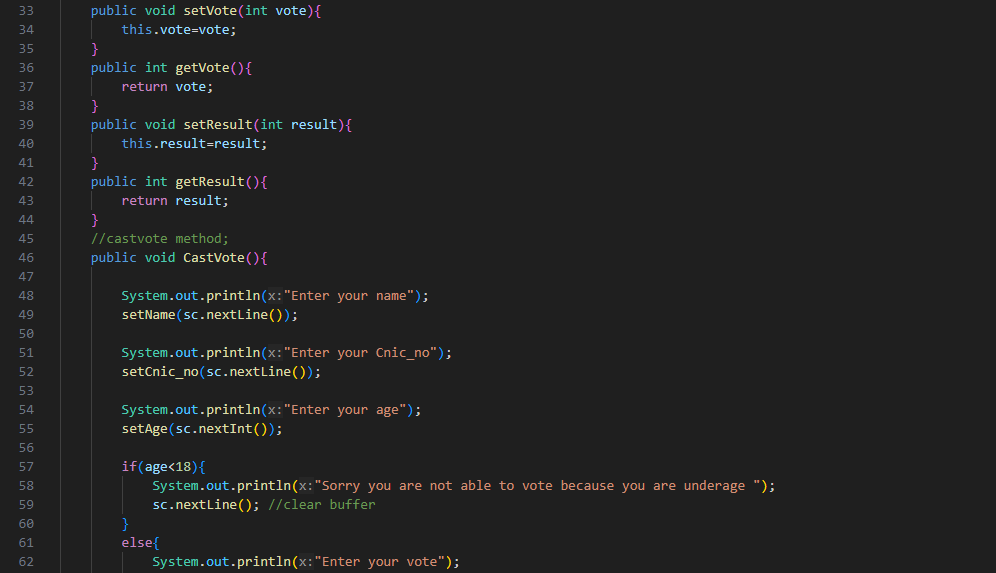 33 public void setVote(int vote){
34 this.vote=vote;
35 }
36 public int getVote(){
37 return vote;
38 }
39 public void setResult(int result){
40 this.result=result;
41 }
42 public int getResult(){
43 return result;
44 }
45 //castvote method;
46 public void CastVote(){
47
48 System.out.println(x:"Enter your name");
49 setName(sc.nextLine());
50
51 System.out.println(x:"Enter your Cnic_no");
52 setCnic_no(sc.nextLine());
53
54 System.out.println(x:"Enter your age");
55 setAge(sc.nextInt());
56
57 if(age<18){
58 System.out.println(x:"Sorry you are not able to vote because you are underage ");
59 sc.nextLine(); //clear buffer
60 }
61 else{
62 System.out.println(x:"Enter your vote");